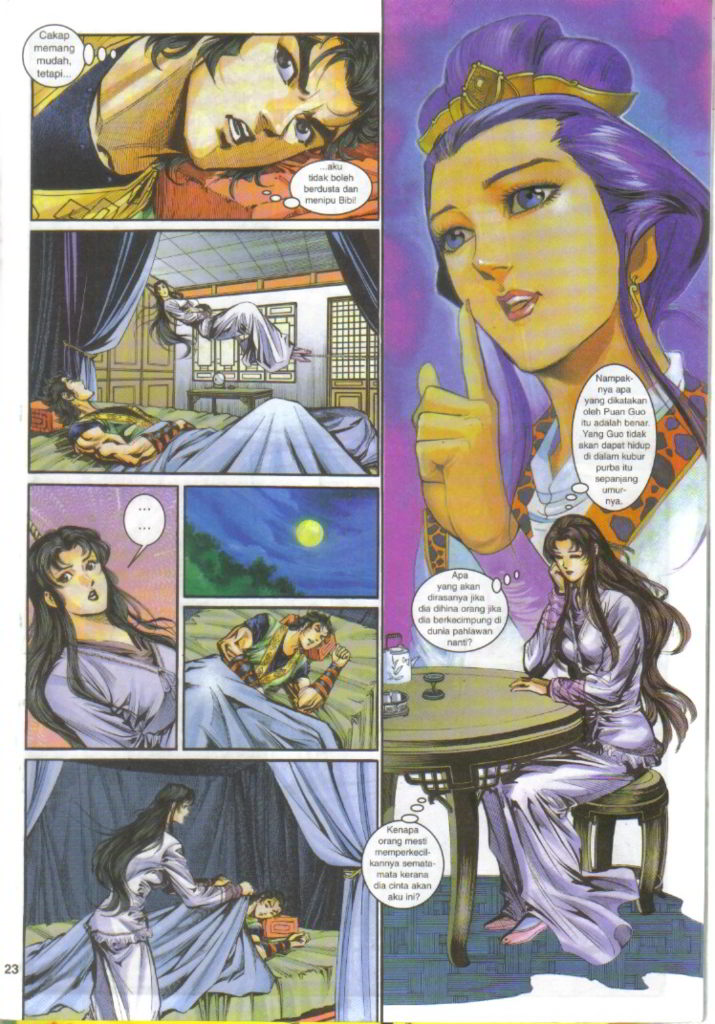 Cakap
memang
mudah,
tetapi...
...aku
tidak boleh
berdusta dan
menipu Bibi!
...
...
Nampak-
nya apa
yang dikatakan
oleh Puan Guo
itu adalah benar.
Yang Guo tidak
akan dapat hidup
di dalam kubur
purba itu
sepanjang
umur-
nya.
Apa
yang akan
dirasanya jika
dia dihina orang jika
dia berkecimpung di
dunia pahlawan
nanti?
Kenapa
orang mesti
memperkecil-
kannya semata-
mata kerana
dia cinta akan
aku ini?
23